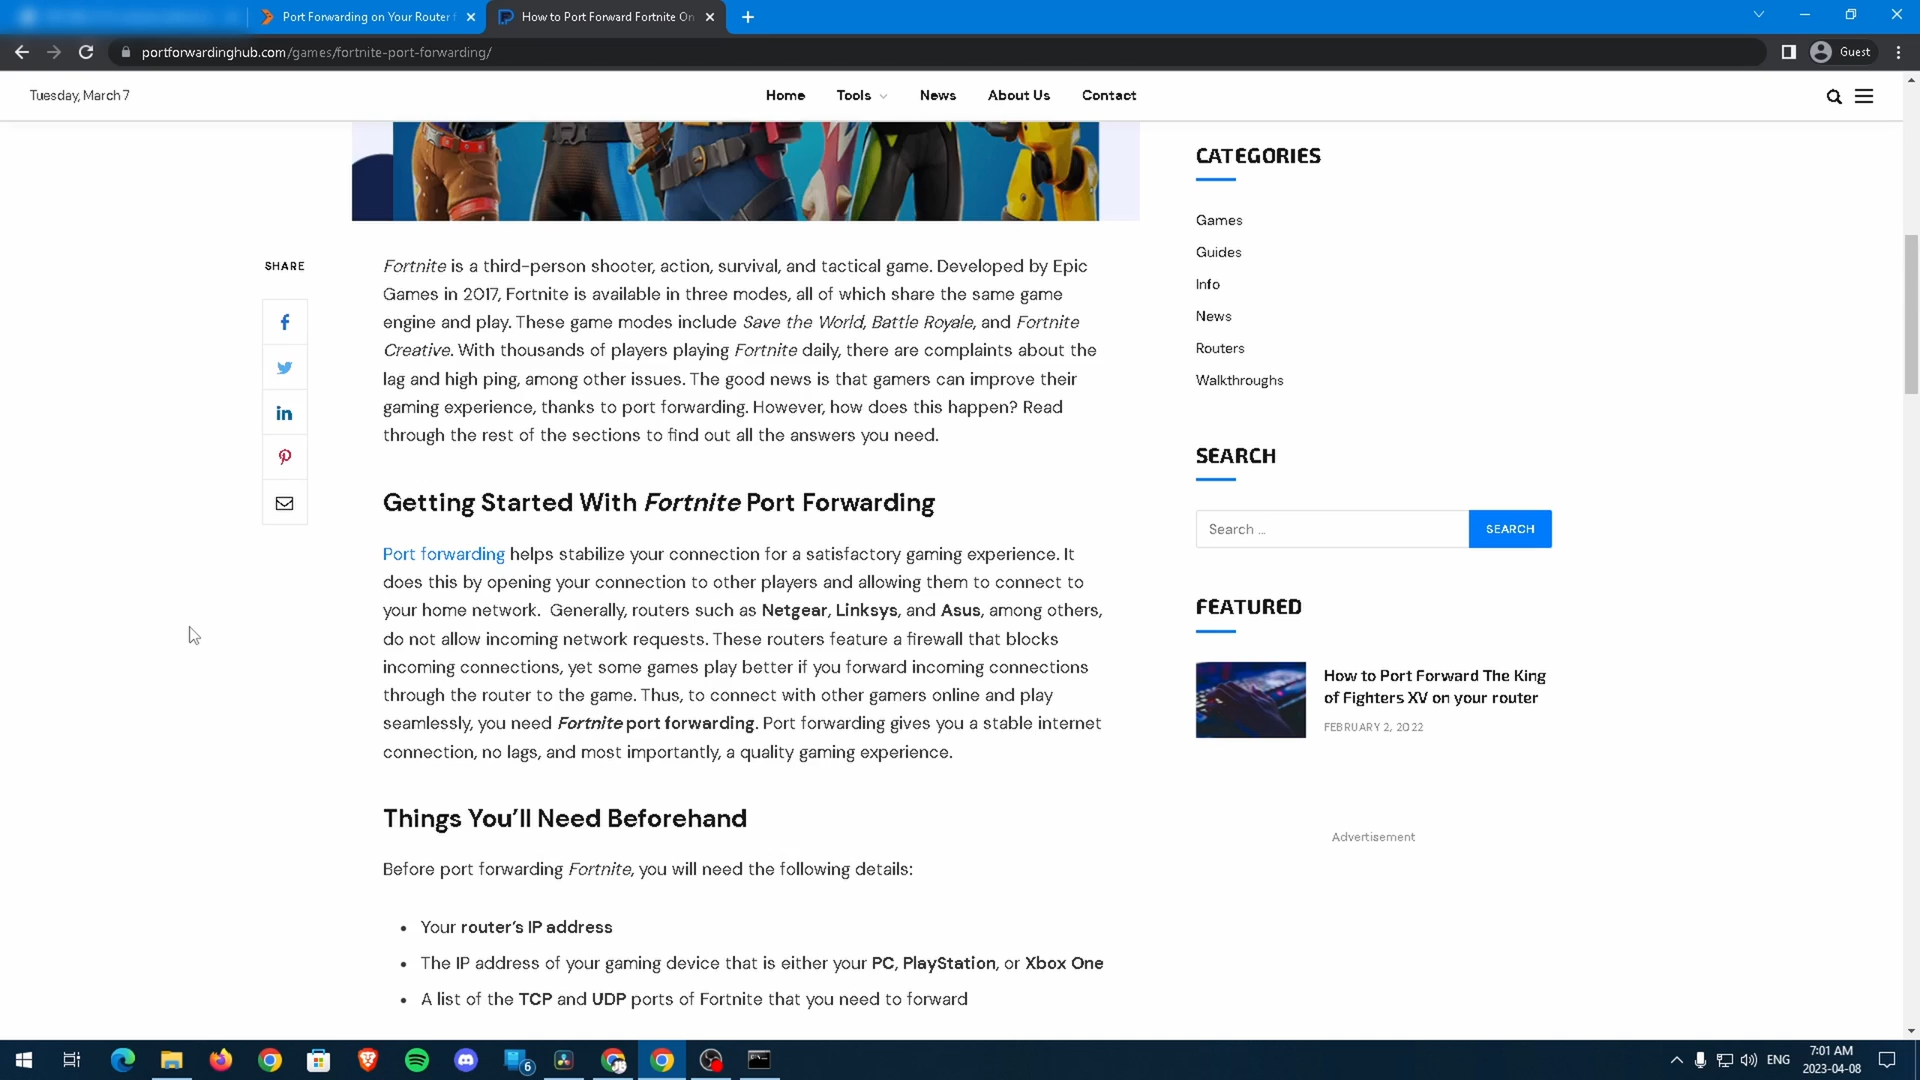 Port Forwarding on Your Router f
How to Port Forward Fortnite On
portforwardinghub.com/games/fortnite-port-forwarding/
Guest
Tuesday, March 7
Home
Tools
News
About Us
Contact
SHARE
Fortnite is a third-person shooter, action, survival, and tactical game. Developed by Epic
Games in 2017, Fortnite is available in three modes, all of which share the same game
engine and play. These game modes include Save the World, Battle Royale, and Fortnite
Creative. With thousands of players playing Fortnite daily, there are complaints about the
lag and high ping, among other issues. The good news is that gamers can improve their
gaming experience, thanks to port forwarding. However, how does this happen? Read
through the rest of the sections to find out all the answers you need.
Getting Started With Fortnite Port Forwarding
Port forwarding helps stabilize your connection for a satisfactory gaming experience. It
does this by opening your connection to other players and allowing them to connect to
your home network.  Generally, routers such as Netgear, Linksys, and Asus, among others,
do not allow incoming network requests. These routers feature a firewall that blocks
incoming connections, yet some games play better if you forward incoming connections
through the router to the game. Thus, to connect with other gamers online and play
seamlessly, you need Fortnite port forwarding. Port forwarding gives you a stable internet
connection, no lags, and most importantly, a quality gaming experience.
Things You’ll Need Beforehand
Before port forwarding Fortnite, you will need the following details:
• Your router’s IP address
• The IP address of your gaming device that is either your PC, PlayStation, or Xbox One
• A list of the TCP and UDP ports of Fortnite that you need to forward
CATEGORIES
Games
Guides
Info
News
Routers
Walkthroughs
SEARCH
Search ...
SEARCH
FEATURED
How to Port Forward The King
of Fighters XV on your router
FEBRUARY 2, 2022
Advertisement
6
ENG
7:01 AM
2023-04-08